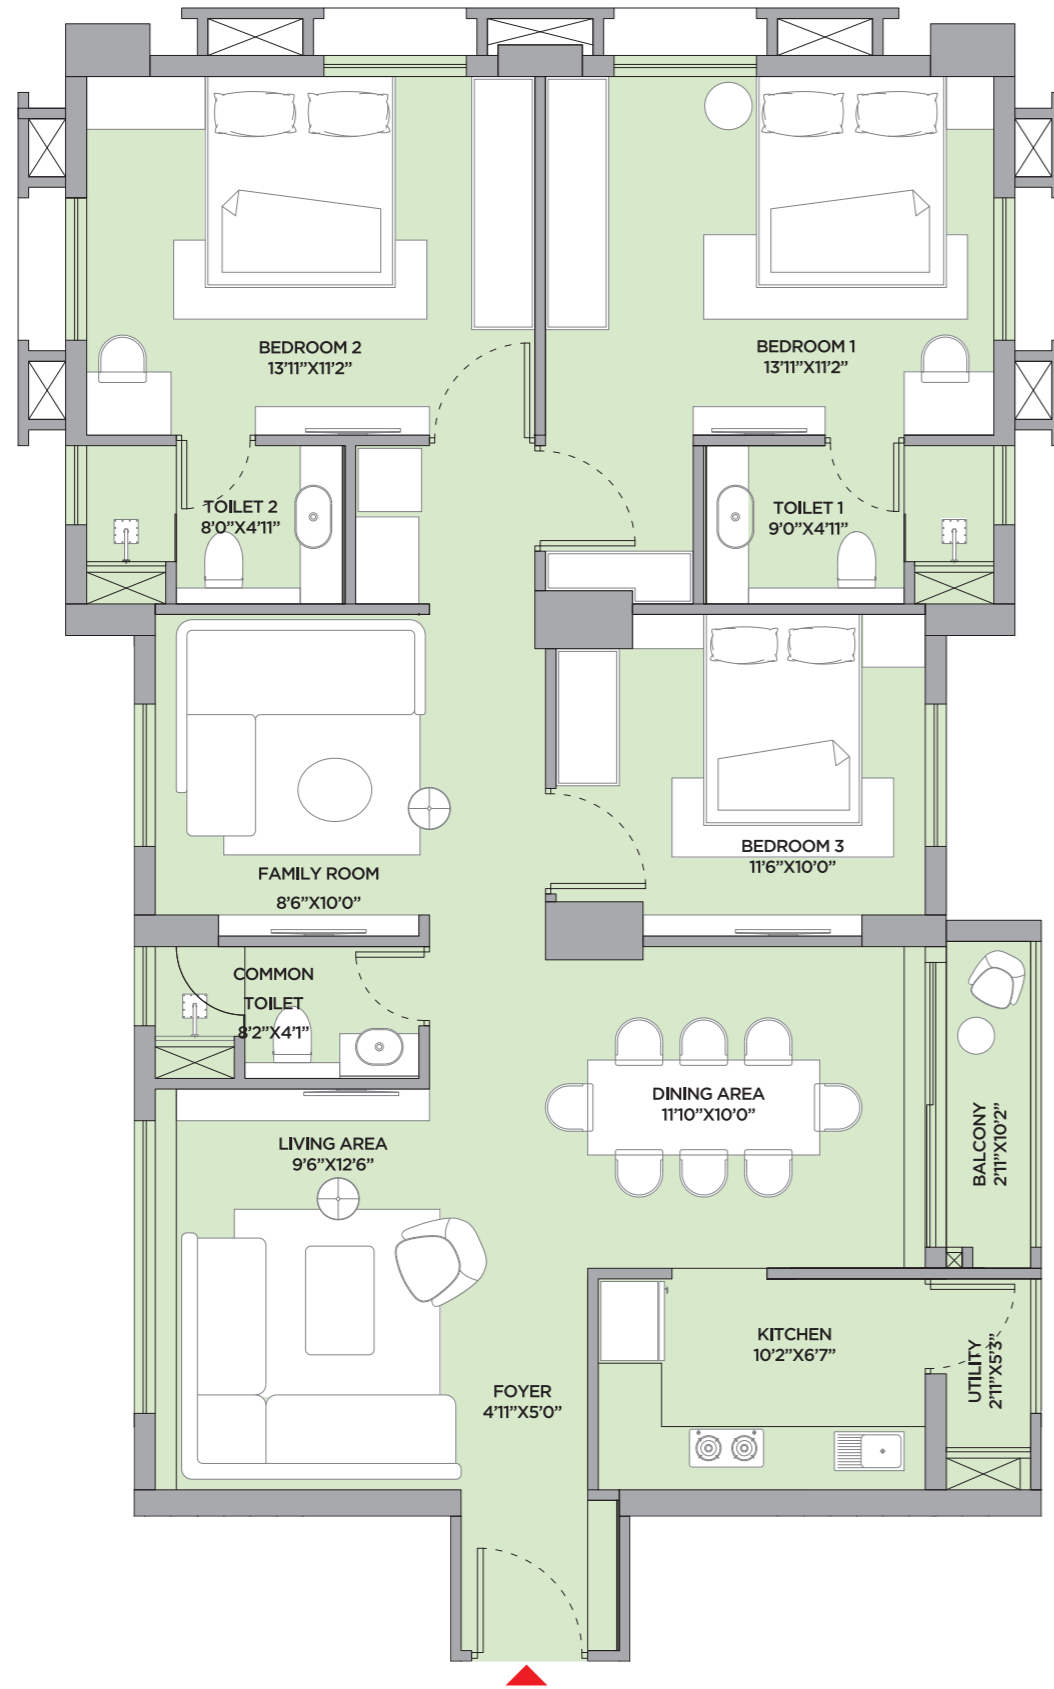 BEDROOM 2
13'11”X11'2”
BEDROOM 1
13'11”X11'2”
TOILET 2
8'0”X4'11”
TOILET 1
9'0”X4'11”
BEDROOM 3
11'6”X10'0”
FAMILY ROOM
8'6”X10'0”
COMMON
TOILET
8'2”X4'1”
DINING AREA
11'10”X10'0”
BALCONY
2'11”X10'2”
LIVING AREA
9'6”X12'6”
KITCHEN
10'2”X6'7”
UTILITY
2'11”X5'3”
FOYER
4'11”X5'0”